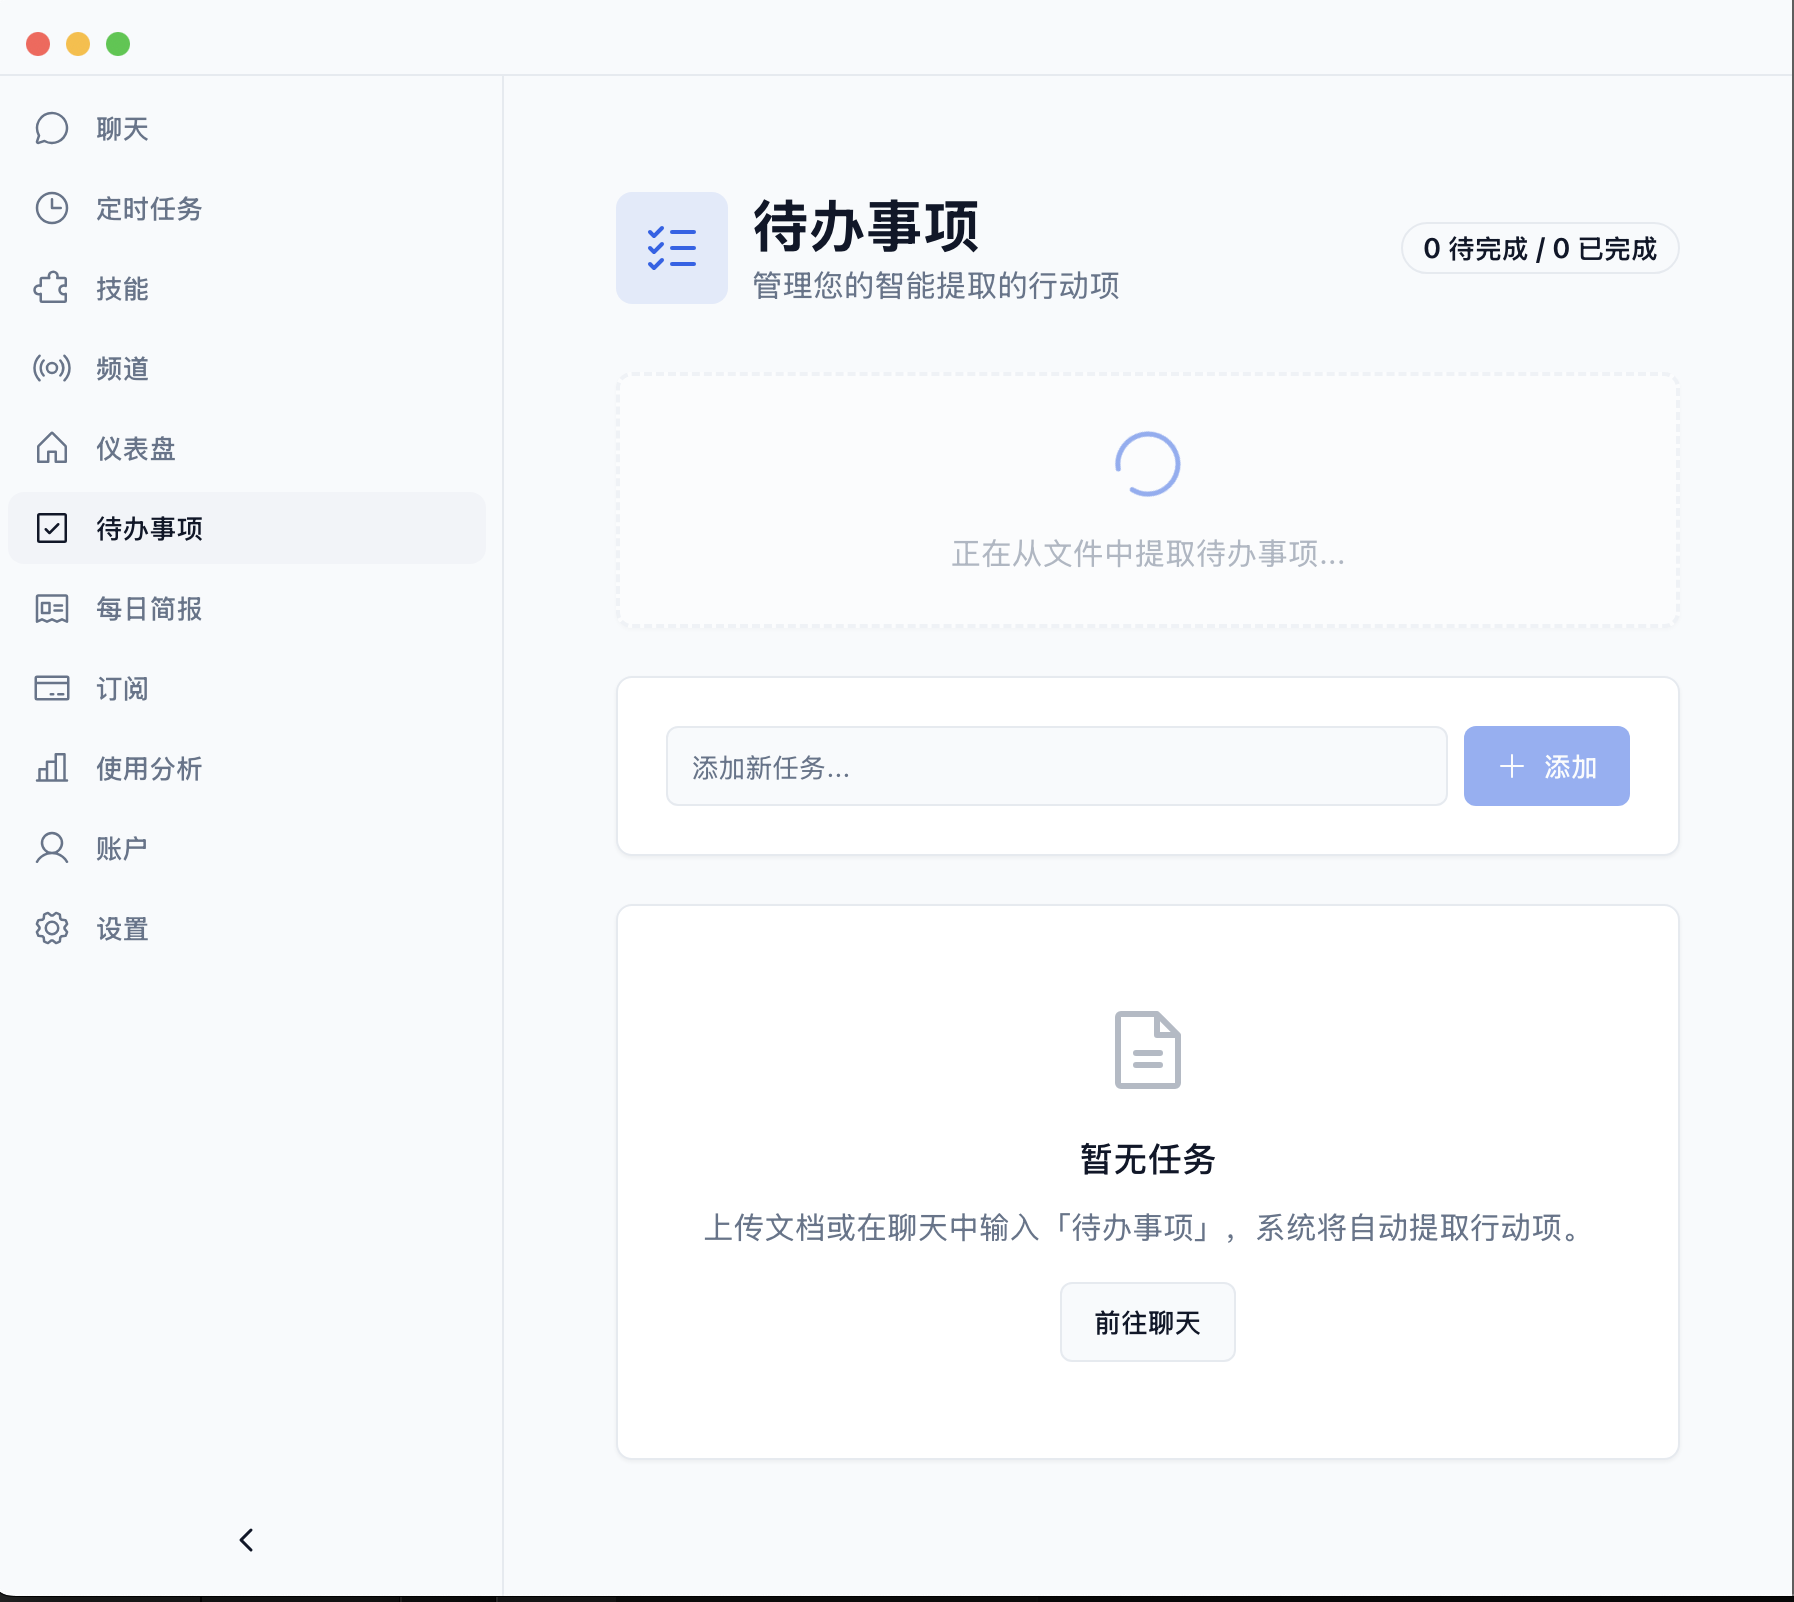 聊天
定时任务
技能
频道
仪表盘
待办事项
每日简报
订阅
使用分析
账户
设置
待办事项
管理您的智能提取的行动项
0 待完成 / 0 已完成
正在从文件中提取待办事项...
添加新任务...
添加
暂无任务
上传文档或在聊天中输入「待办事项」，系统将自动提取行动项。
前往聊天